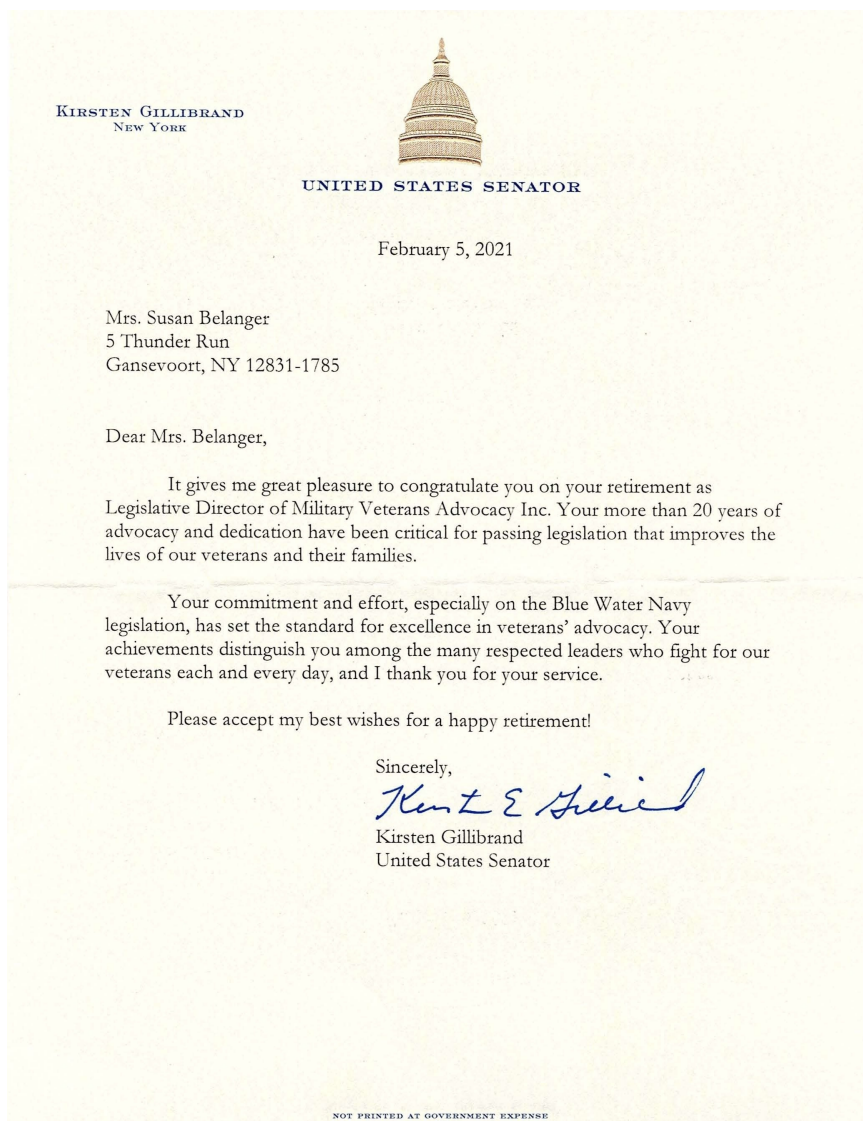 KIRSTEN GILLIBRAND
NEW YORK
UNITED STATES SENATOR
February 5, 2021
Mrs. Susan Belanger
5 Thunder Run
Gansevoort, NY 12831-1785
Dear Mrs. Belanger,
It gives me great pleasure to congratulate you on your retirement as
Legislative Director of Military Veterans Advocacy Inc. Your more than 20 years of
advocacy and dedication have been critical for passing legislation that improves the
lives of our veterans and their families.
Your commitment and effort, especially on the Blue Water Navy
legislation, has set the standard for excellence in veterans’ advocacy. Your
achievements distinguish you among the many respected leaders who fight for our
veterans each and every day, and I thank you for your service.
Please accept my best wishes for a happy retirement!
Sincerely,
Kirsten Gillibrand
United States Senator
NOT PRINTED AT GOVERNMENT EXPENSE